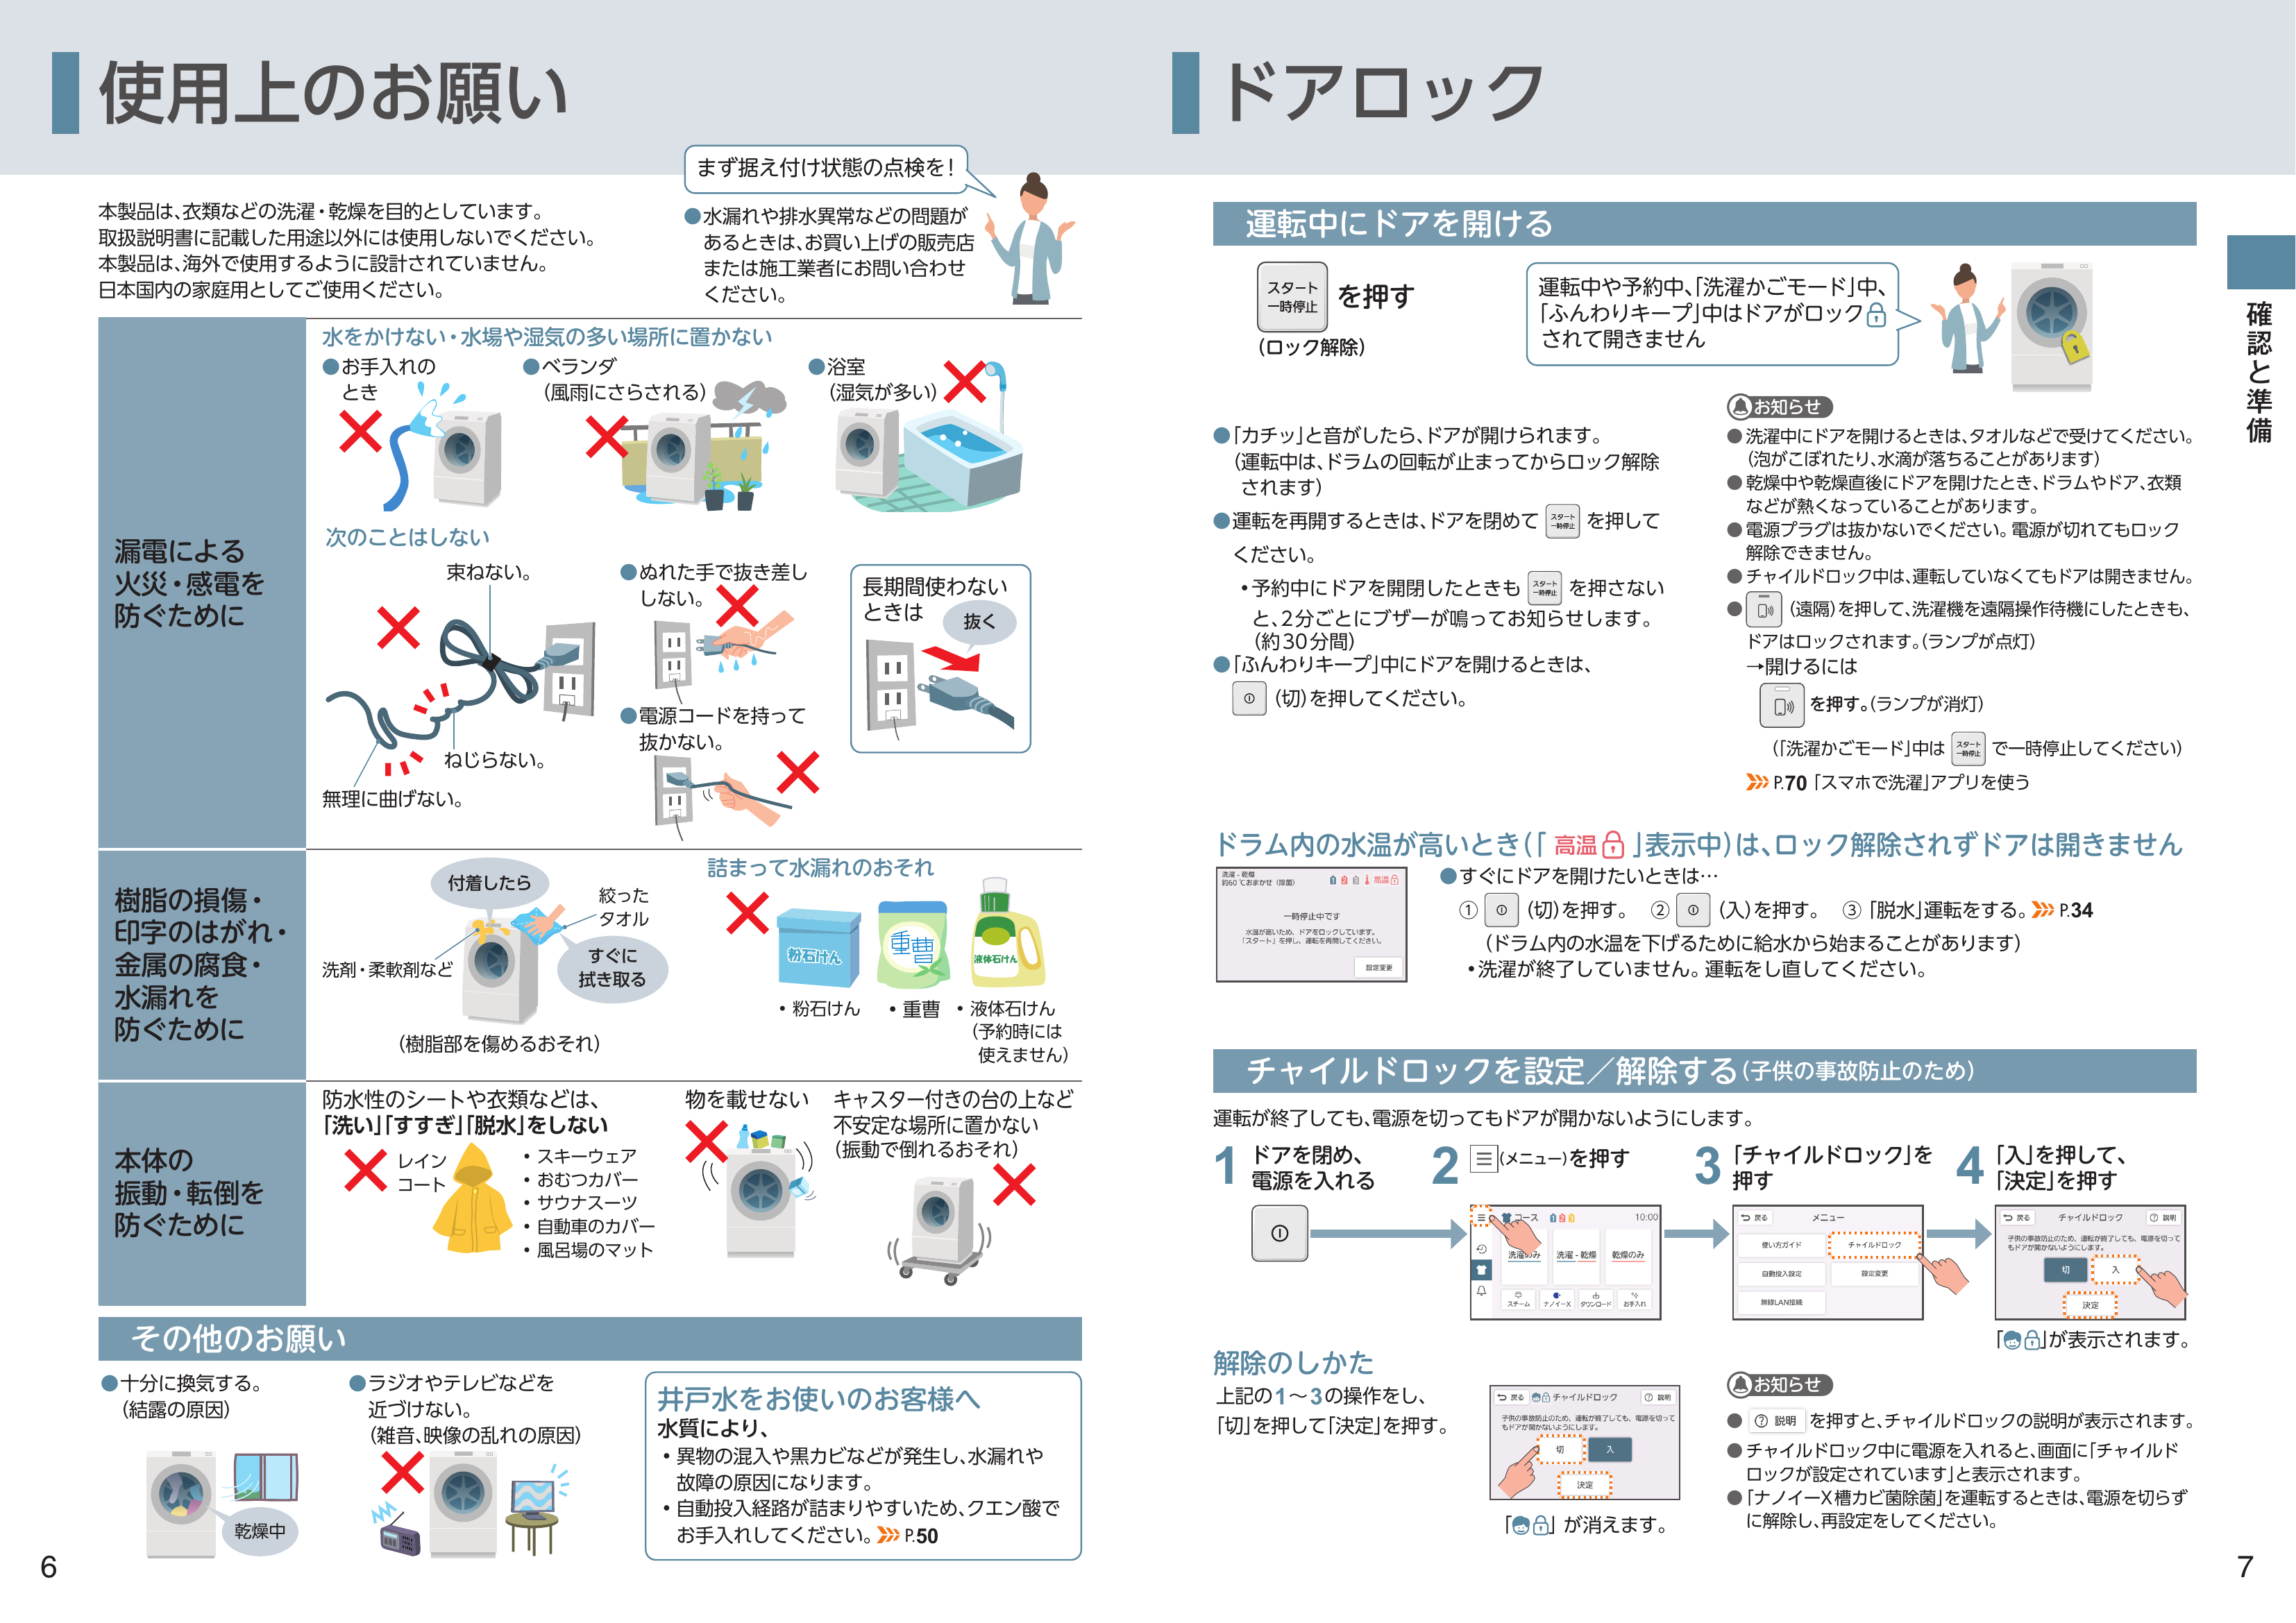 使用上のお願い
まず据え付け状態の点検を!
本製品は、衣類などの洗濯・乾燥を目的としています。
取扱説明書に記載した用途以外には使用しないでください。
本製品は、海外で使用するように設計されていません。
日本国内の家庭用としてご使用ください。
●水漏れや排水異常などの問題が
あるときは、お買い上げの販売店
または施工業者にお問い合わせ
ください。
漏電による
火災・感電を
防ぐために
水をかけない・水場や湿気の多い場所に置かない
●お手入れの
とき
●ベランダ
(風雨にさらされる)
●浴室
(湿気が多い)
次のことはしない
束ねない。
ねじらない。
無理に曲げない。
●ぬれた手で抜き差し
しない。
●電源コードを持って
抜かない。
長期間使わない
ときは
抜く
樹脂の損傷・
印字のはがれ・
金属の腐食・
水漏れを
防ぐために
付着したら
絞った
タオル
洗剤・柔軟剤など
すぐに
拭き取る
(樹脂部を傷めるおそれ)
詰まって水漏れのおそれ
粉石けん
重曹
液体石けん
・粉石けん
・重曹
・液体石けん
(予約時には
使えません)
本体の
振動・転倒を
防ぐために
防水性のシートや衣類などは、
「洗い」「すすぎ」「脱水」をしない
レイン
コート
・スキーウェア
・おむつカバー
・サウナスーツ
・自動車のカバー
・風呂場のマット
物を載せない
キャスター付きの台の上など
不安定な場所に置かない
(振動で倒れるおそれ)
その他のお願い
●十分に換気する。
(結露の原因)
乾燥中
●ラジオやテレビなどを
近づけない。
(雑音、映像の乱れの原因)
井戸水をお使いのお客様へ
水質により、
・異物の混入や黒カビなどが発生し、水漏れや
故障の原因になります。
・自動投入経路が詰まりやすいため、クエン酸で
お手入れしてください。 P.50
6
ドアロック
運転中にドアを開ける
スタート
一時停止
を押す
(ロック解除)
運転中や予約中、「洗濯かごモード」中、
「ふんわりキープ」中はドアがロック
されて開きません
●「カチッ」と音がしたら、ドアが開けられます。
(運転中は、ドラムの回転が止まってからロック解除
されます)
●運転を再開するときは、ドアを閉めて スタート 一時停止 を押して
ください。
・予約中にドアを開閉したときも スタート 一時停止 を押さない
と、2分ごとにブザーが鳴ってお知らせします。
(約30分間)
●「ふんわりキープ」中にドアを開けるときは、
(切)を押してください。
お知らせ
●洗濯中にドアを開けるときは、タオルなどで受けてください。
(泡がこぼれたり、水滴が落ちることがあります)
●乾燥中や乾燥直後にドアを開けたとき、ドラムやドア、衣類
などが熱くなっていることがあります。
●電源プラグは抜かないでください。電源が切れてもロック
解除できません。
●チャイルドロック中は、運転していなくてもドアは開きません。
● (遠隔)を押して、洗濯機を遠隔操作待機にしたときも、
ドアはロックされます。(ランプが点灯)
→開けるには
を押す。(ランプが消灯)
(「洗濯かごモード」中は スタート 一時停止 で一時停止してください)
P.70 「スマホで洗濯」アプリを使う
ドラム内の水温が高いとき(「高温」表示中)は、ロック解除されずドアは開きません
洗濯-乾燥
約60℃おまかせ(除菌)
1 2 3 高温
一時停止中です
水温が高いため、ドアをロックしています。
「スタート」を押し、運転を再開してください。
設定変更
●すぐにドアを開けたいときは…
① (切)を押す。 ② (入)を押す。 ③「脱水」運転をする。 P.34
(ドラム内の水温を下げるために給水から始まることがあります)
・洗濯が終了していません。運転をし直してください。
チャイルドロックを設定/解除する(子供の事故防止のため)
運転が終了しても、電源を切ってもドアが開かないようにします。
1 ドアを閉め、
電源を入れる
2 (メニュー)を押す
コース 1 2 3 10:00
洗濯のみ 洗濯-乾燥 乾燥のみ
スチーム ナノイーX ダウンロード お手入れ
3 「チャイルドロック」を
押す
戻る メニュー
使い方ガイド チャイルドロック
自動投入設定 設定変更
無線LAN接続
4 「入」を押して、
「決定」を押す
戻る チャイルドロック 説明
子供の事故防止のため、運転が終了しても、電源を切って
もドアが開かないようにします。
切 入
決定
「」が表示されます。
解除のしかた
上記の1〜3の操作をし、
「切」を押して「決定」を押す。
戻る チャイルドロック 説明
子供の事故防止のため、運転が終了しても、電源を切って
もドアが開かないようにします。
切 入
決定
「」が消えます。
お知らせ
● 説明 を押すと、チャイルドロックの説明が表示されます。
●チャイルドロック中に電源を入れると、画面に「チャイルド
ロックが設定されています」と表示されます。
●「ナノイーX槽カビ菌除菌」を運転するときは、電源を切らず
に解除し、再設定をしてください。
確認と準備
7